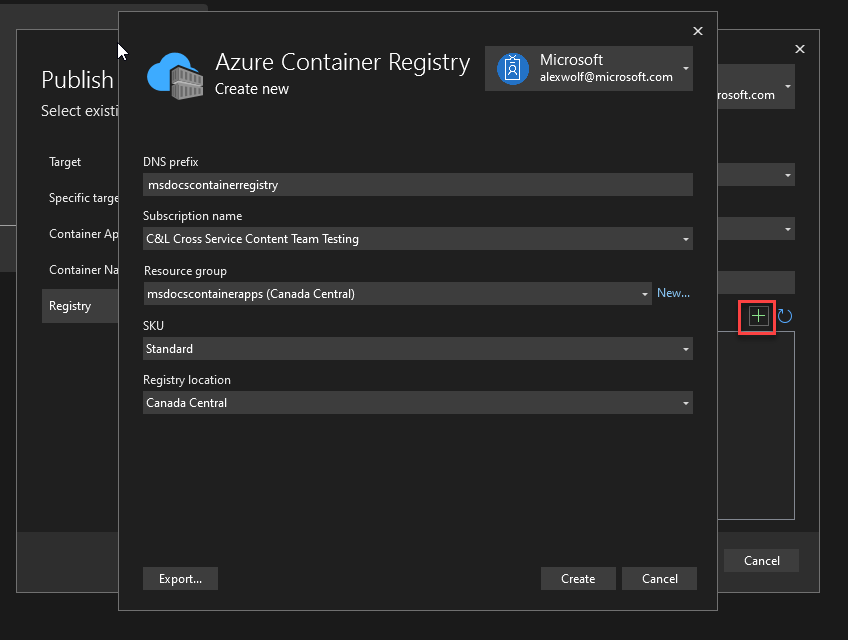 Azure Container Registry
Create new
Microsoft
alexwolf@microsoft.com
DNS prefix
msdocscontainerregistry
Subscription name
C&L Cross Service Content Team Testing
Resource group
msdocscontainerapps (Canada Central)
New...
SKU
Standard
Registry location
Canada Central
Export...
Create
Cancel
Publish
Select existi
rosoft.com
Target
Specific targe
Container Ap
Container Na
Registry
Cancel